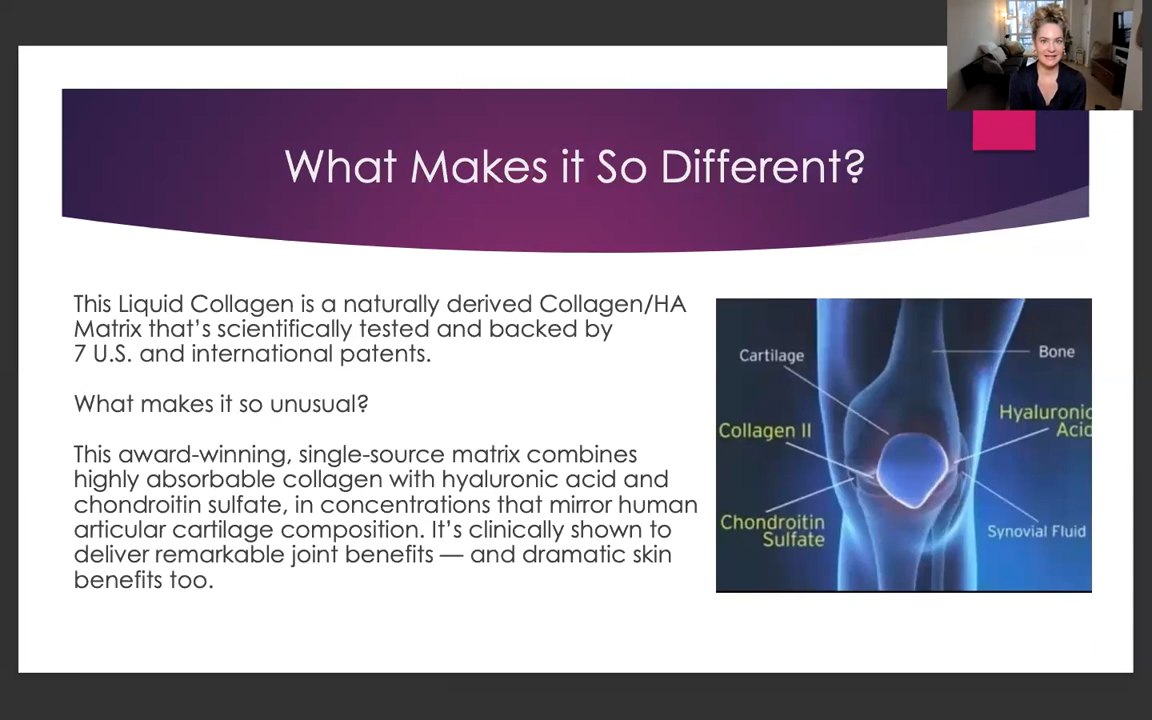 What Makes it So Different?
This Liquid Collagen is a naturally derived Collagen/HA
Matrix that's scientifically tested and backed by
7 U.S. and international patents.
What makes it so unusual?
This award-winning, single-source matrix combines
highly absorbable collagen with hyaluronic acid and
chondroitin sulfate, in concentrations that mirror human
articular cartilage composition. It's clinically shown to
deliver remarkable joint benefits — and dramatic skin
benefits too.
Cartilage
Bone
Collagen II
Hyaluronic
Acid
Chondroitin
Sulfate
Synovial Fluid